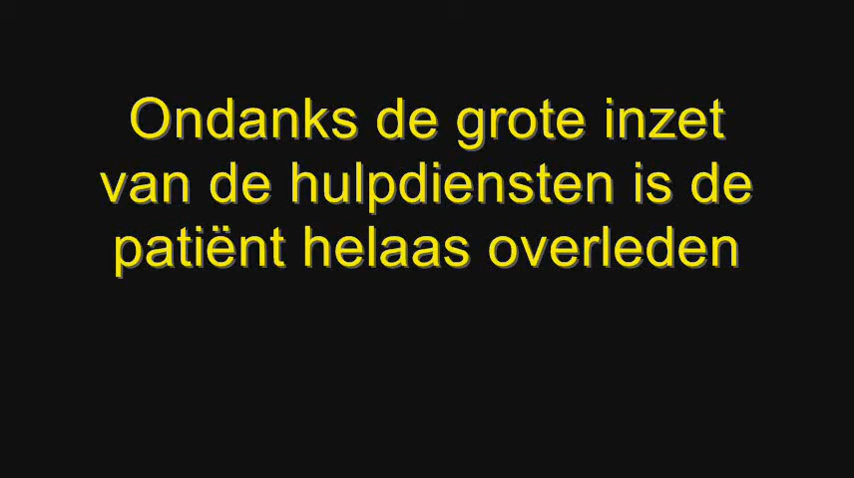 Ondanks de grote inzet
van de hulpdiensten is de
patiënt helaas overleden